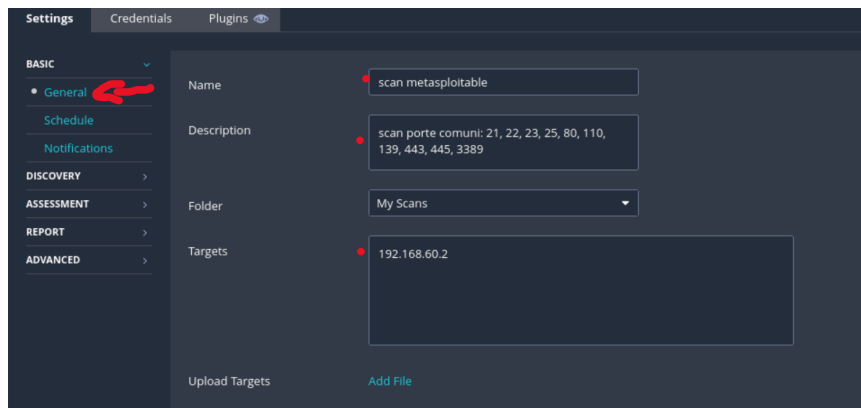 Settings
Credentials
Plugins
BASIC
General
Schedule
Notifications
DISCOVERY
ASSESSMENT
REPORT
ADVANCED
Name
scan metasploitable
Description
scan porte comuni: 21, 22, 23, 25, 80, 110,
139, 443, 445, 3389
Folder
My Scans
Targets
192.168.60.2
Upload Targets
Add File